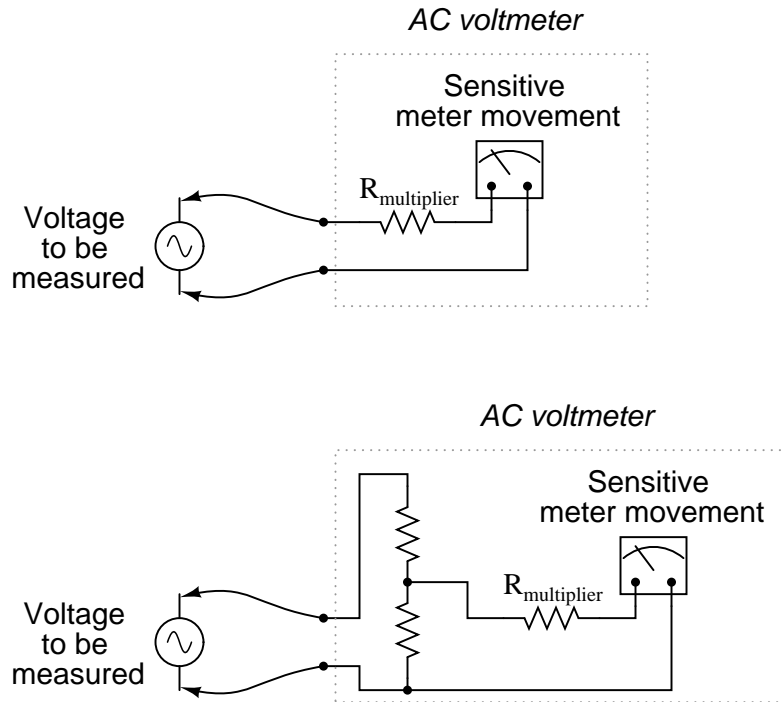 AC voltmeter
Sensitive
meter movement
Rmultiplier
Voltage
to be
measured
AC voltmeter
Sensitive
meter movement
Rmultiplier
Voltage
to be
measured